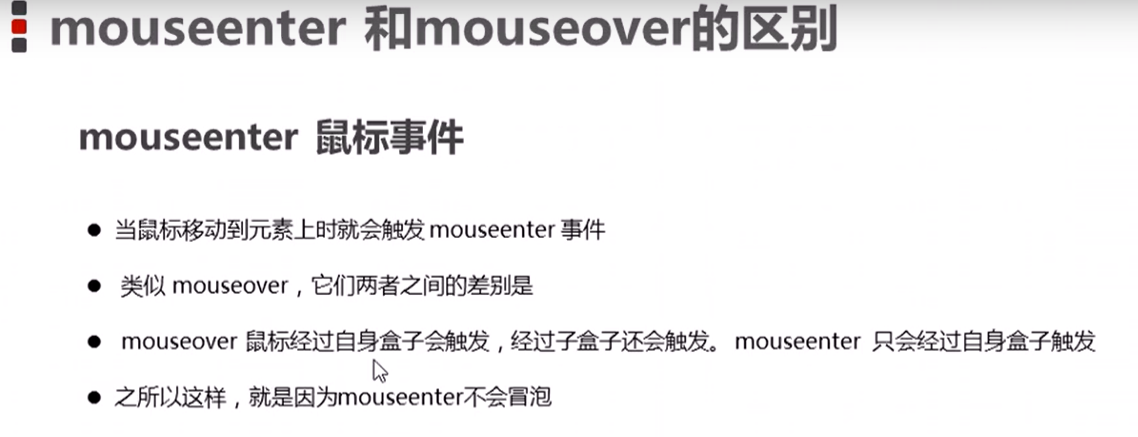 mouseenter 和mouseover的区别
mouseenter 鼠标事件
当鼠标移动到元素上时就会触发 mouseenter 事件
类似 mouseover，它们两者之间的差别是
mouseover 鼠标经过自身盒子会触发，经过子盒子还会触发。 mouseenter 只会经过自身盒子触发
之所以这样，就是因为mouseenter不会冒泡